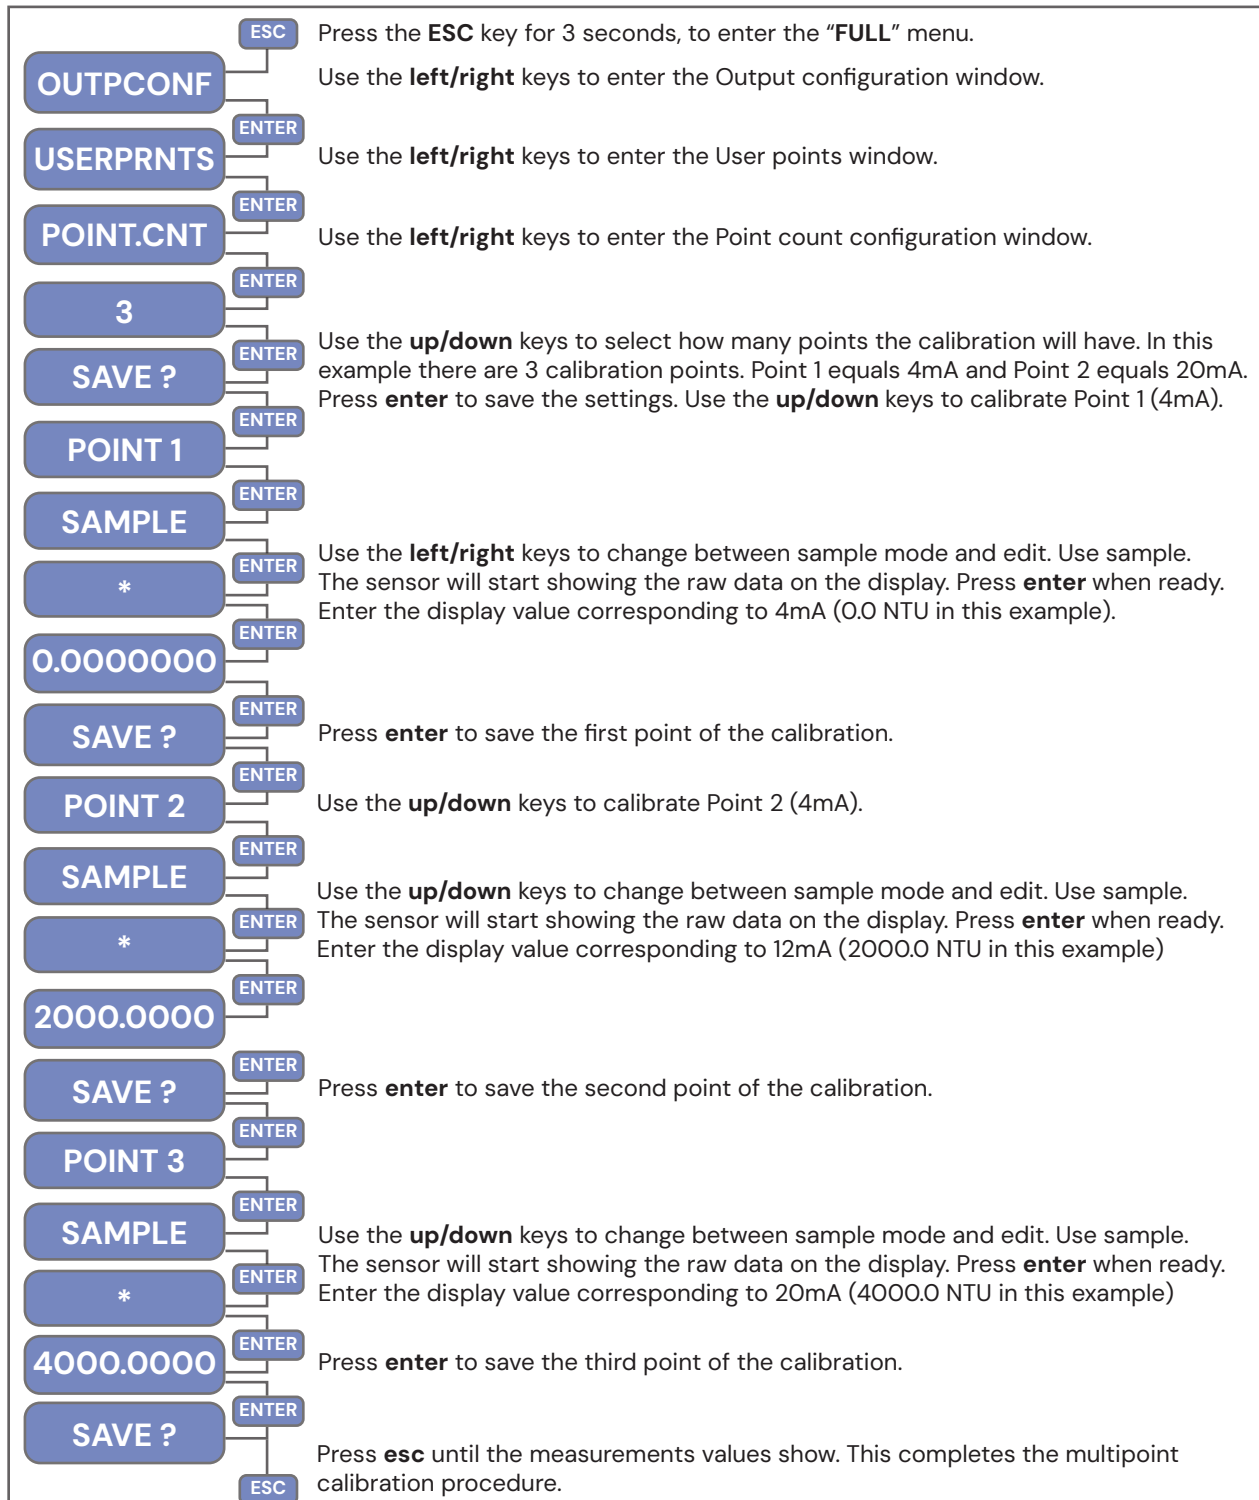 ESC
Press the ESC key for 3 seconds, to enter the “FULL” menu.
OUTPCONF
Use the left/right keys to enter the Output configuration window.
ENTER
USERPRNTS
Use the left/right keys to enter the User points window.
ENTER
POINT.CNT
Use the left/right keys to enter the Point count configuration window.
ENTER
3
ENTER
Use the up/down keys to select how many points the calibration will have. In this
example there are 3 calibration points. Point 1 equals 4mA and Point 2 equals 20mA.
Press enter to save the settings. Use the up/down keys to calibrate Point 1 (4mA).
SAVE ?
ENTER
POINT 1
ENTER
SAMPLE
ENTER
Use the left/right keys to change between sample mode and edit. Use sample.
The sensor will start showing the raw data on the display. Press enter when ready.
Enter the display value corresponding to 4mA (0.0 NTU in this example).
*
ENTER
0.0000000
ENTER
SAVE ?
Press enter to save the first point of the calibration.
ENTER
POINT 2
Use the up/down keys to calibrate Point 2 (4mA).
ENTER
SAMPLE
Use the up/down keys to change between sample mode and edit. Use sample.
ENTER
The sensor will start showing the raw data on the display. Press enter when ready.
*
Enter the display value corresponding to 12mA (2000.0 NTU in this example)
ENTER
2000.0000
ENTER
SAVE ?
Press enter to save the second point of the calibration.
ENTER
POINT 3
ENTER
SAMPLE
Use the up/down keys to change between sample mode and edit. Use sample.
The sensor will start showing the raw data on the display. Press enter when ready.
ENTER
*
Enter the display value corresponding to 20mA (4000.0 NTU in this example)
ENTER
4000.0000
Press enter to save the third point of the calibration.
ENTER
SAVE ?
Press esc until the measurements values show. This completes the multipoint
calibration procedure.
ESC